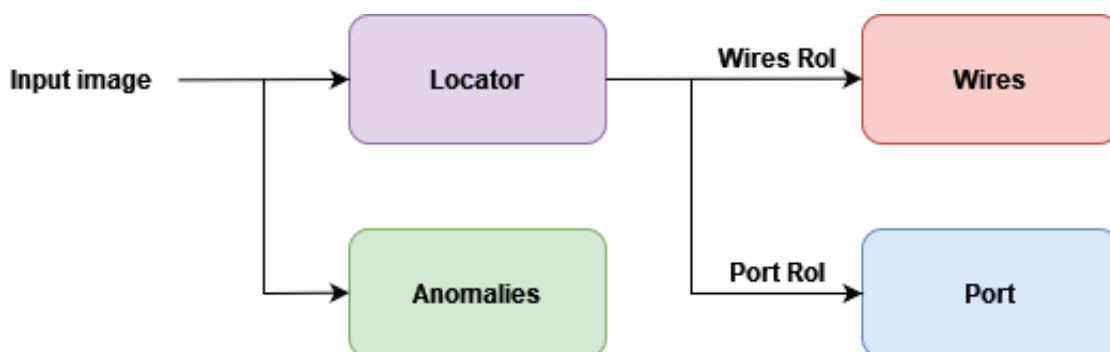 Wires RoI
Input image
Locator
Wires
Port RoI
Anomalies
Port